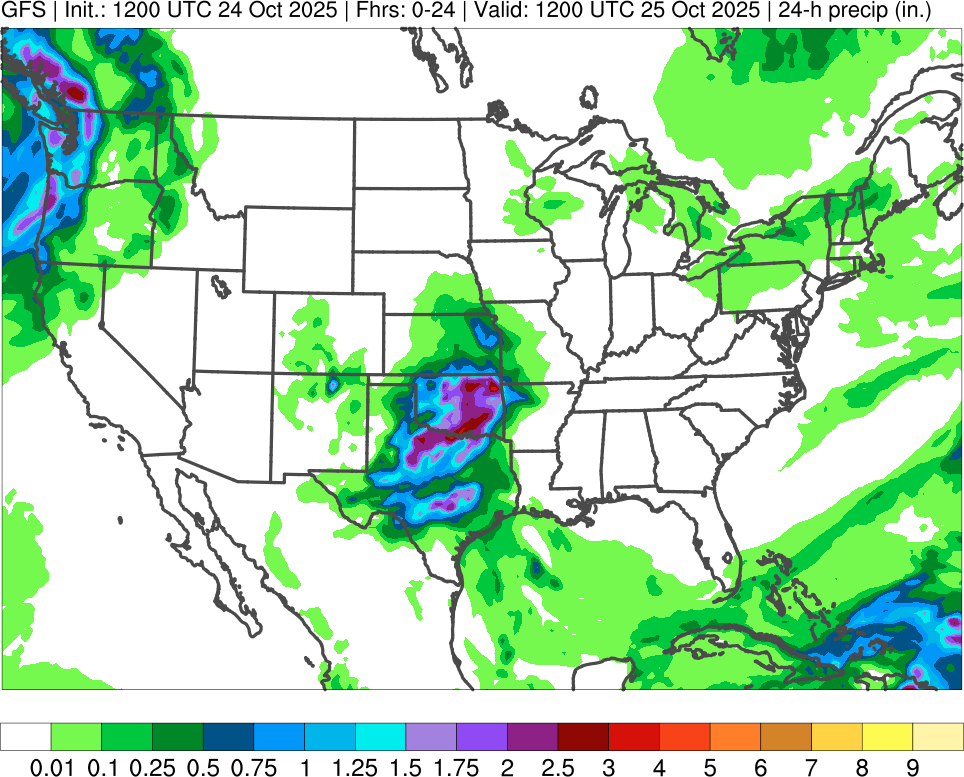 GFS | Init.: 1200 UTC 24 Oct 2025 | Fhrs: 0-24 | Valid: 1200 UTC 25 Oct 2025 | 24-h precip (in.)
0.01 0.1 0.25 0.5 0.75 1 1.25 1.5 1.75 2 2.5 3 4 5 6 7 8 9